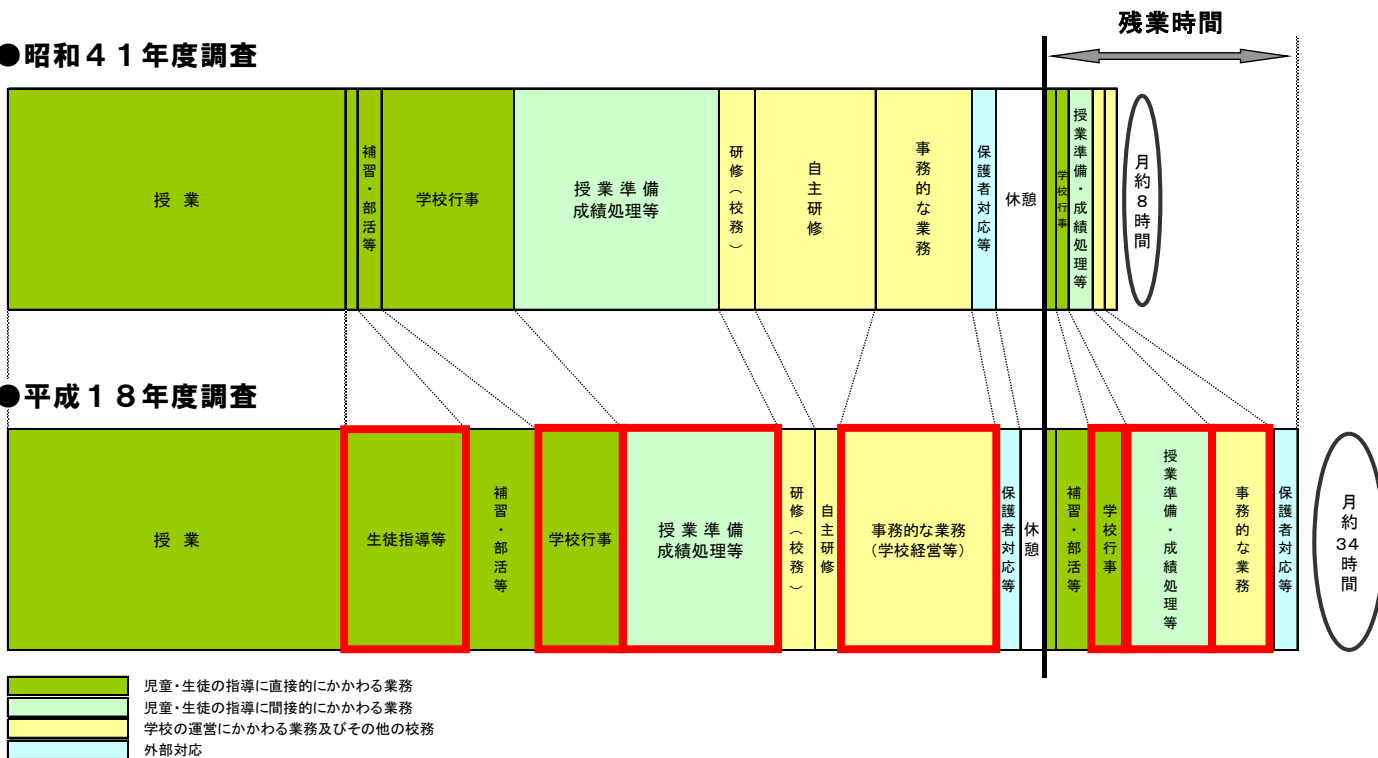 残業時間
●昭和４１年度調査
授 業
補習・部活等
学校行事
授 業 準 備
成績処理等
研修（校務）
自主研修
事務的な業務
保護者対応等
休憩
学校行事
授業準備・成績処理等
月約８時間
●平成１８年度調査
授 業
生徒指導等
補習・部活等
学校行事
授 業 準 備
成績処理等
研修（校務）
自主研修
事務的な業務
(学校経営等)
保護者対応等
休憩
補習・部活等
学校行事
授業準備・成績処理等
事務的な業務
保護者対応等
月約34時間
児童・生徒の指導に直接的にかかわる業務
児童・生徒の指導に間接的にかかわる業務
学校の運営にかかわる業務及びその他の校務
外部対応